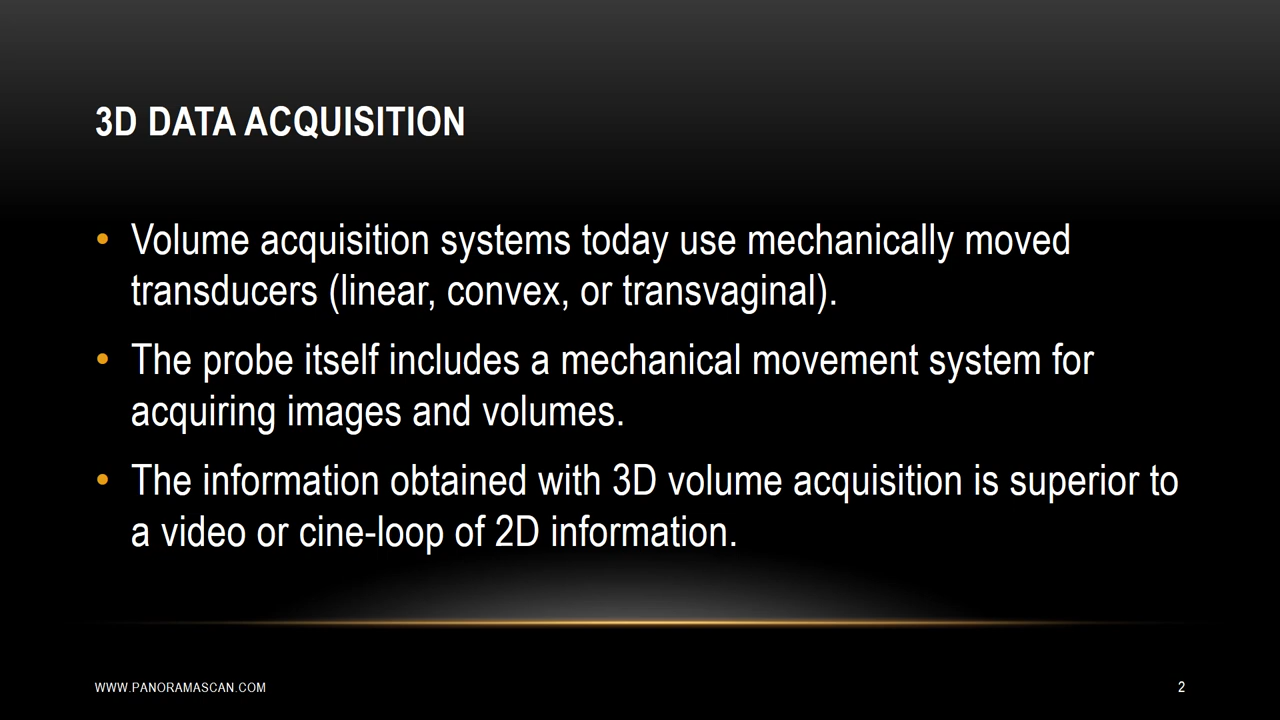 3D DATA ACQUISITION
• Volume acquisition systems today use mechanically moved
transducers (linear, convex, or transvaginal).
• The probe itself includes a mechanical movement system for
acquiring images and volumes.
• The information obtained with 3D volume acquisition is superior to
a video or cine-loop of 2D information.
WWW.PANORAMASCAN.COM
2